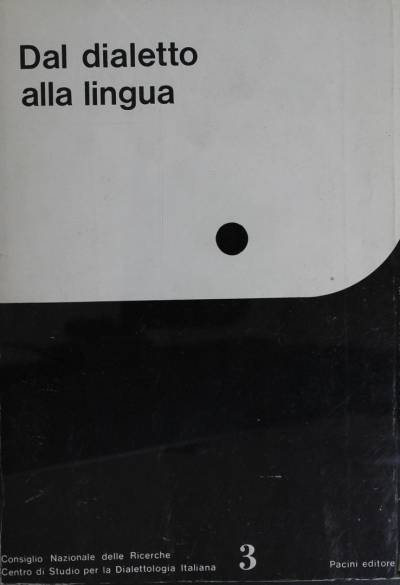 Dal dialetto
alla lingua
Consiglio Nazionale delle Ricerche
Centro di Studio per la Dialettologia Italiana
3
Pacini editore